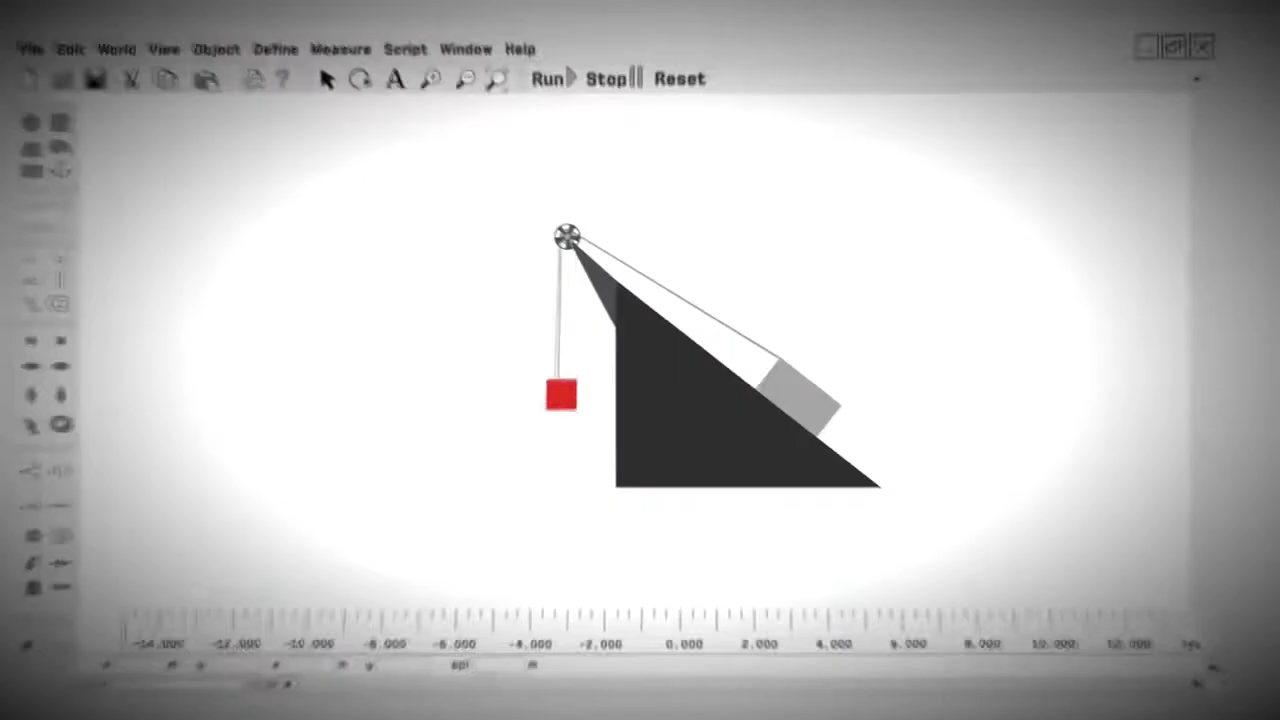 File Edit World View Object Define Measure Script Window Help
A Run Stop Reset
-14.000 -12.000 -10.000 -8.000 -6.000 -4.000 -2.000 0.000 2.000 4.000 6.000 8.000 10.000 12.000